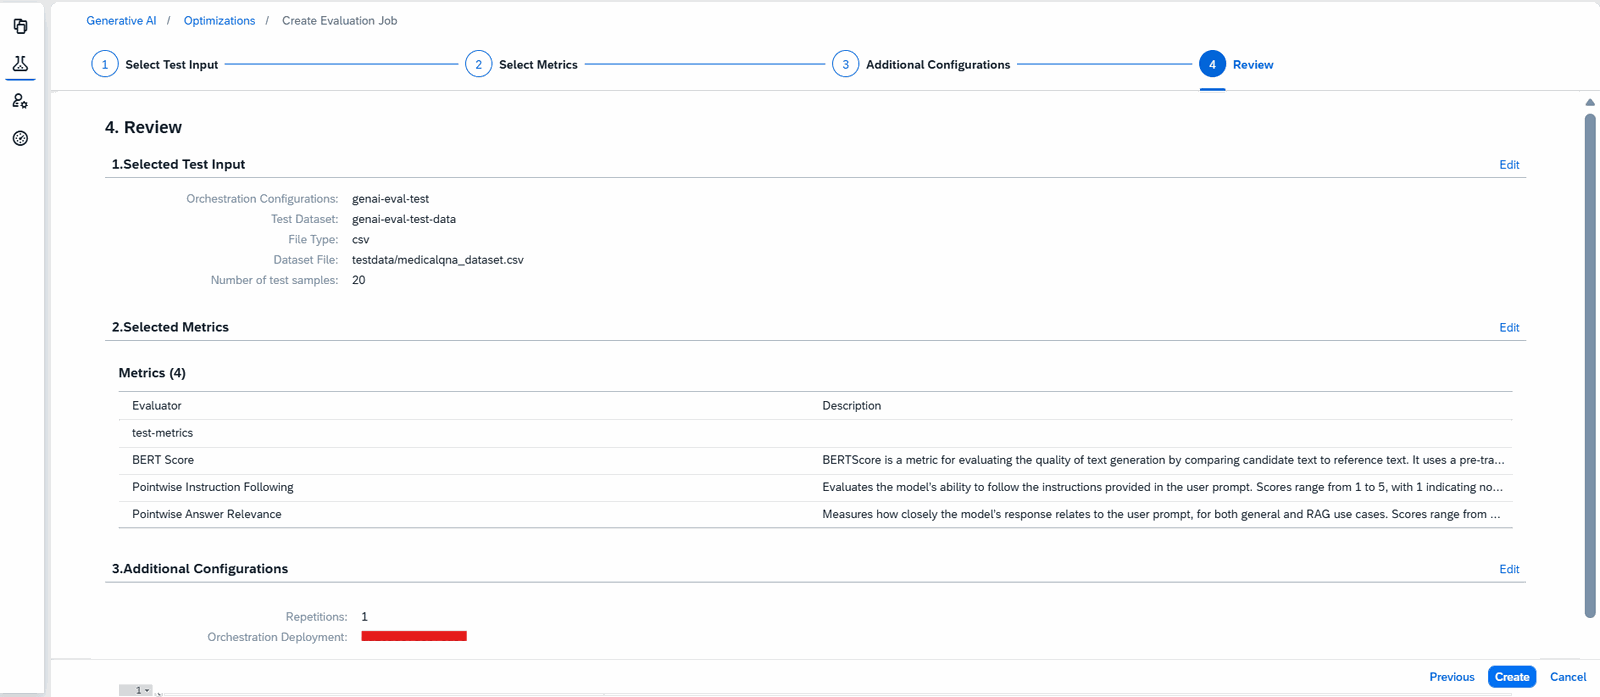 Generative AI / Optimizations / Create Evaluation Job
1 Select Test Input 2 Select Metrics 3 Additional Configurations 4 Review
4. Review
1.Selected Test Input Edit
Orchestration Configurations: genai-eval-test
Test Dataset: genai-eval-test-data
File Type: csv
Dataset File: testdata/medicalqna_dataset.csv
Number of test samples: 20
2.Selected Metrics Edit
Metrics (4)
Evaluator Description
test-metrics
BERT Score BERTScore is a metric for evaluating the quality of text generation by comparing candidate text to reference text. It uses a pre-tra...
Pointwise Instruction Following Evaluates the model's ability to follow the instructions provided in the user prompt. Scores range from 1 to 5, with 1 indicating no...
Pointwise Answer Relevance Measures how closely the model's response relates to the user prompt, for both general and RAG use cases. Scores range from ...
3.Additional Configurations Edit
Repetitions: 1
Orchestration Deployment:
Previous Create Cancel
1